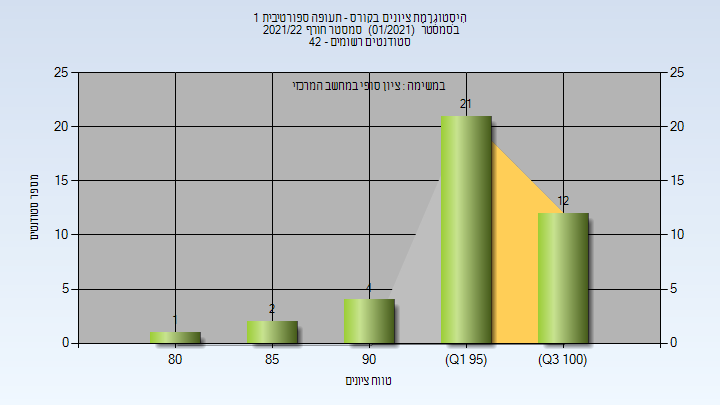 היסטוגרמת ציונים בקורס - תעופה ספורטיבית 1
בסמסטר (01/2021) סמסטר חורף 2021/22
סטודנטים רשומים - 42
במשימה : ציון סופי במחשב המרכזי
25 25
20 20
15 15
10 10
5 5
0 0
1 2 4 21 12
80 85 90 (Q1 95) (Q3 100)
מספר סטודנטים
טווח ציונים